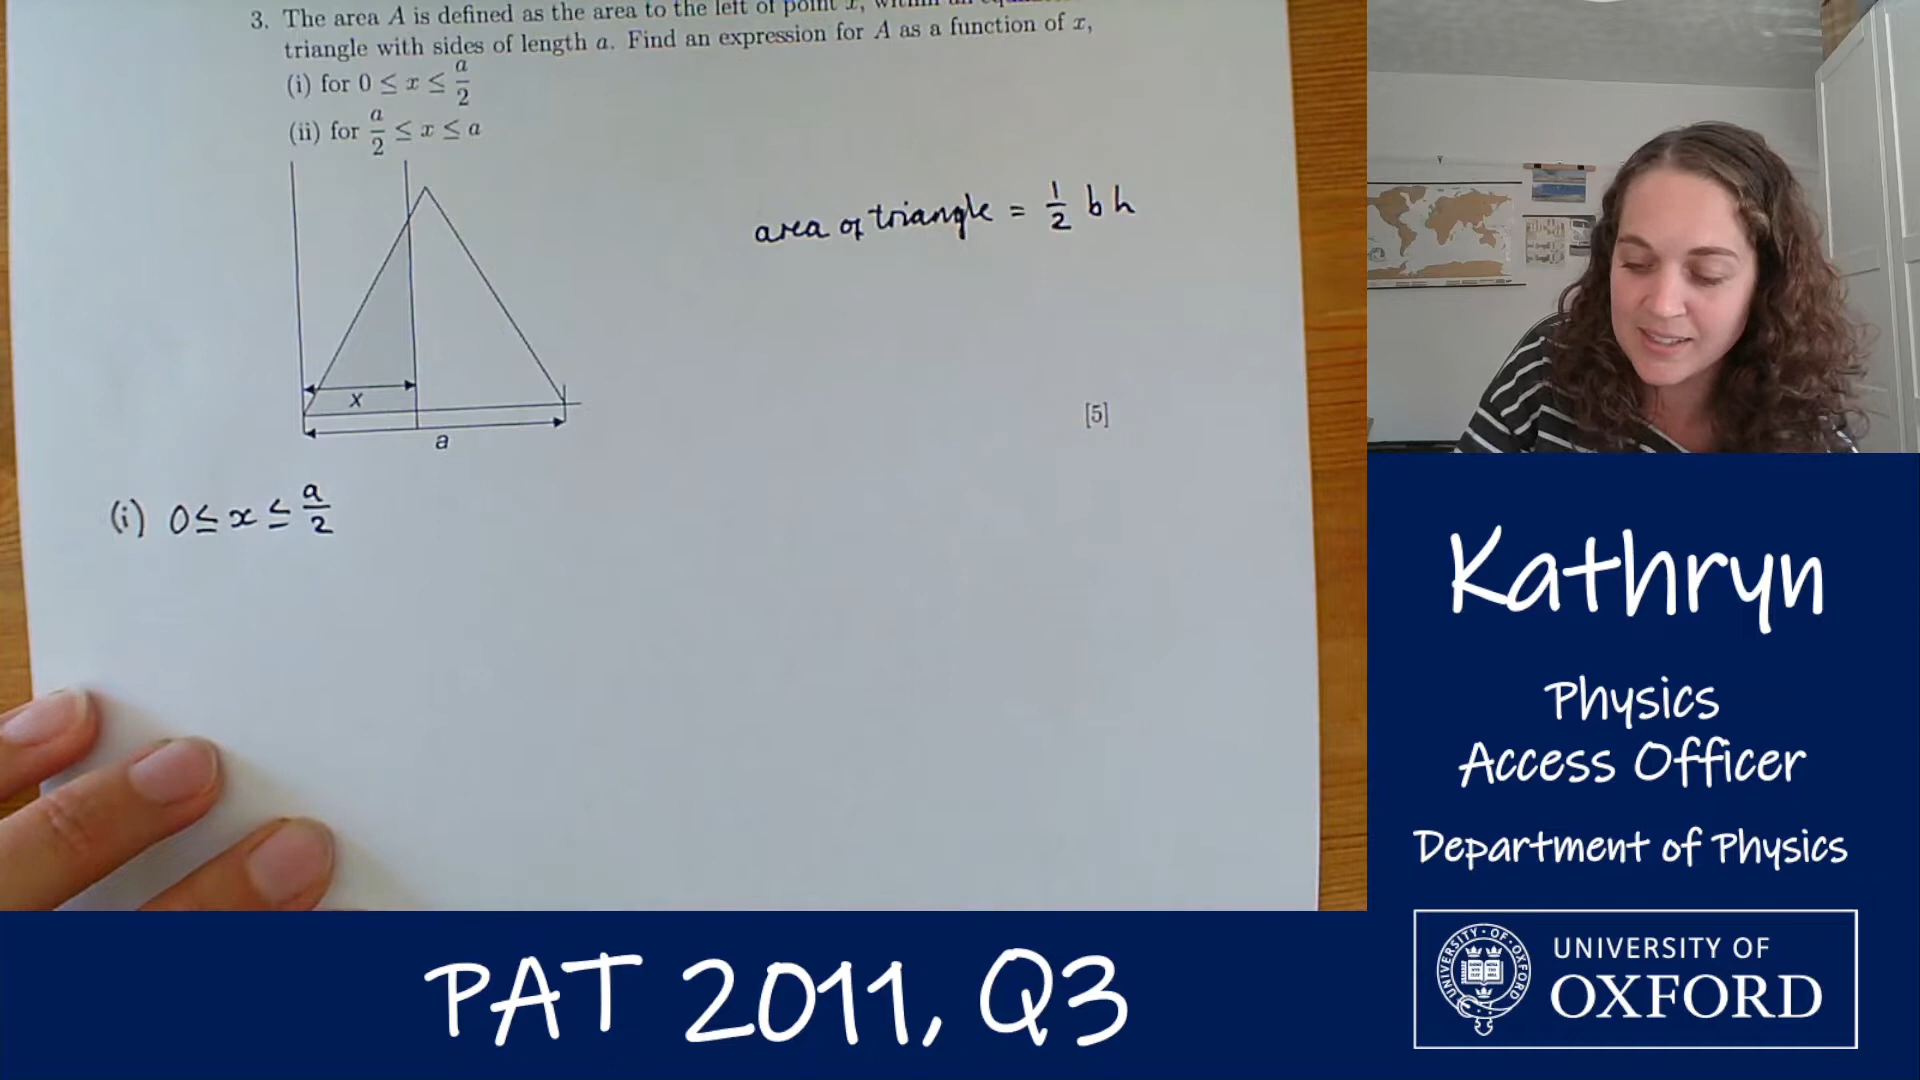 3. The area A is defined as the area to the left of point x, within an
triangle with sides of length a. Find an expression for A as a function of x,
(i) for 0 ≤ x ≤ a/2
(ii) for a/2 ≤ x ≤ a
area of triangle = 1/2 b h
x
a
[5]
(i) 0 ≤ x ≤ a/2
Kathryn
Physics
Access Officer
Department of Physics
UNIVERSITY OF
OXFORD
PAT 2011, Q3